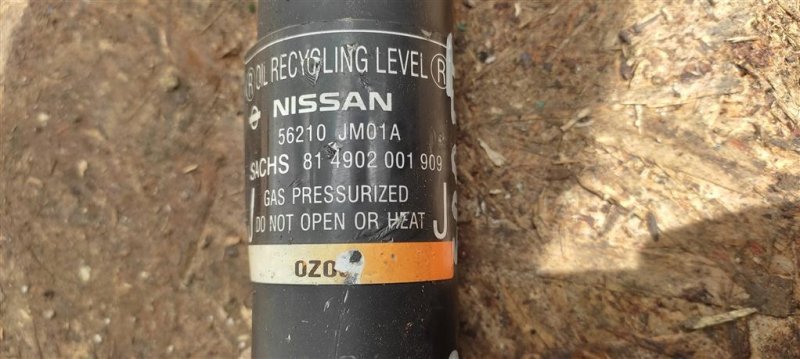 Ⓡ OIL RECYCLING LEVEL Ⓡ
NISSAN
56210 JM01A
SACHS 81 4902 001 909
GAS PRESSURIZED
DO NOT OPEN OR HEAT
J J